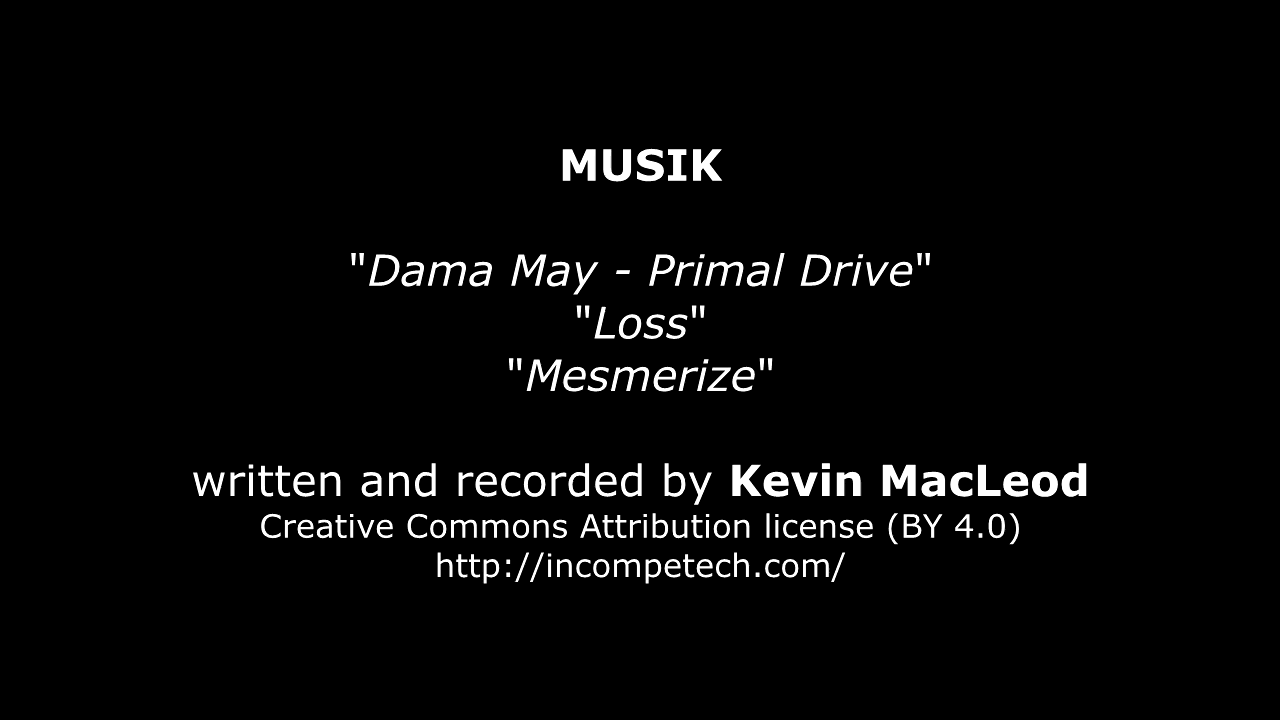 MUSIK
"Dama May - Primal Drive"
"Loss"
"Mesmerize"
written and recorded by Kevin MacLeod
Creative Commons Attribution license (BY 4.0)
http://incompetech.com/